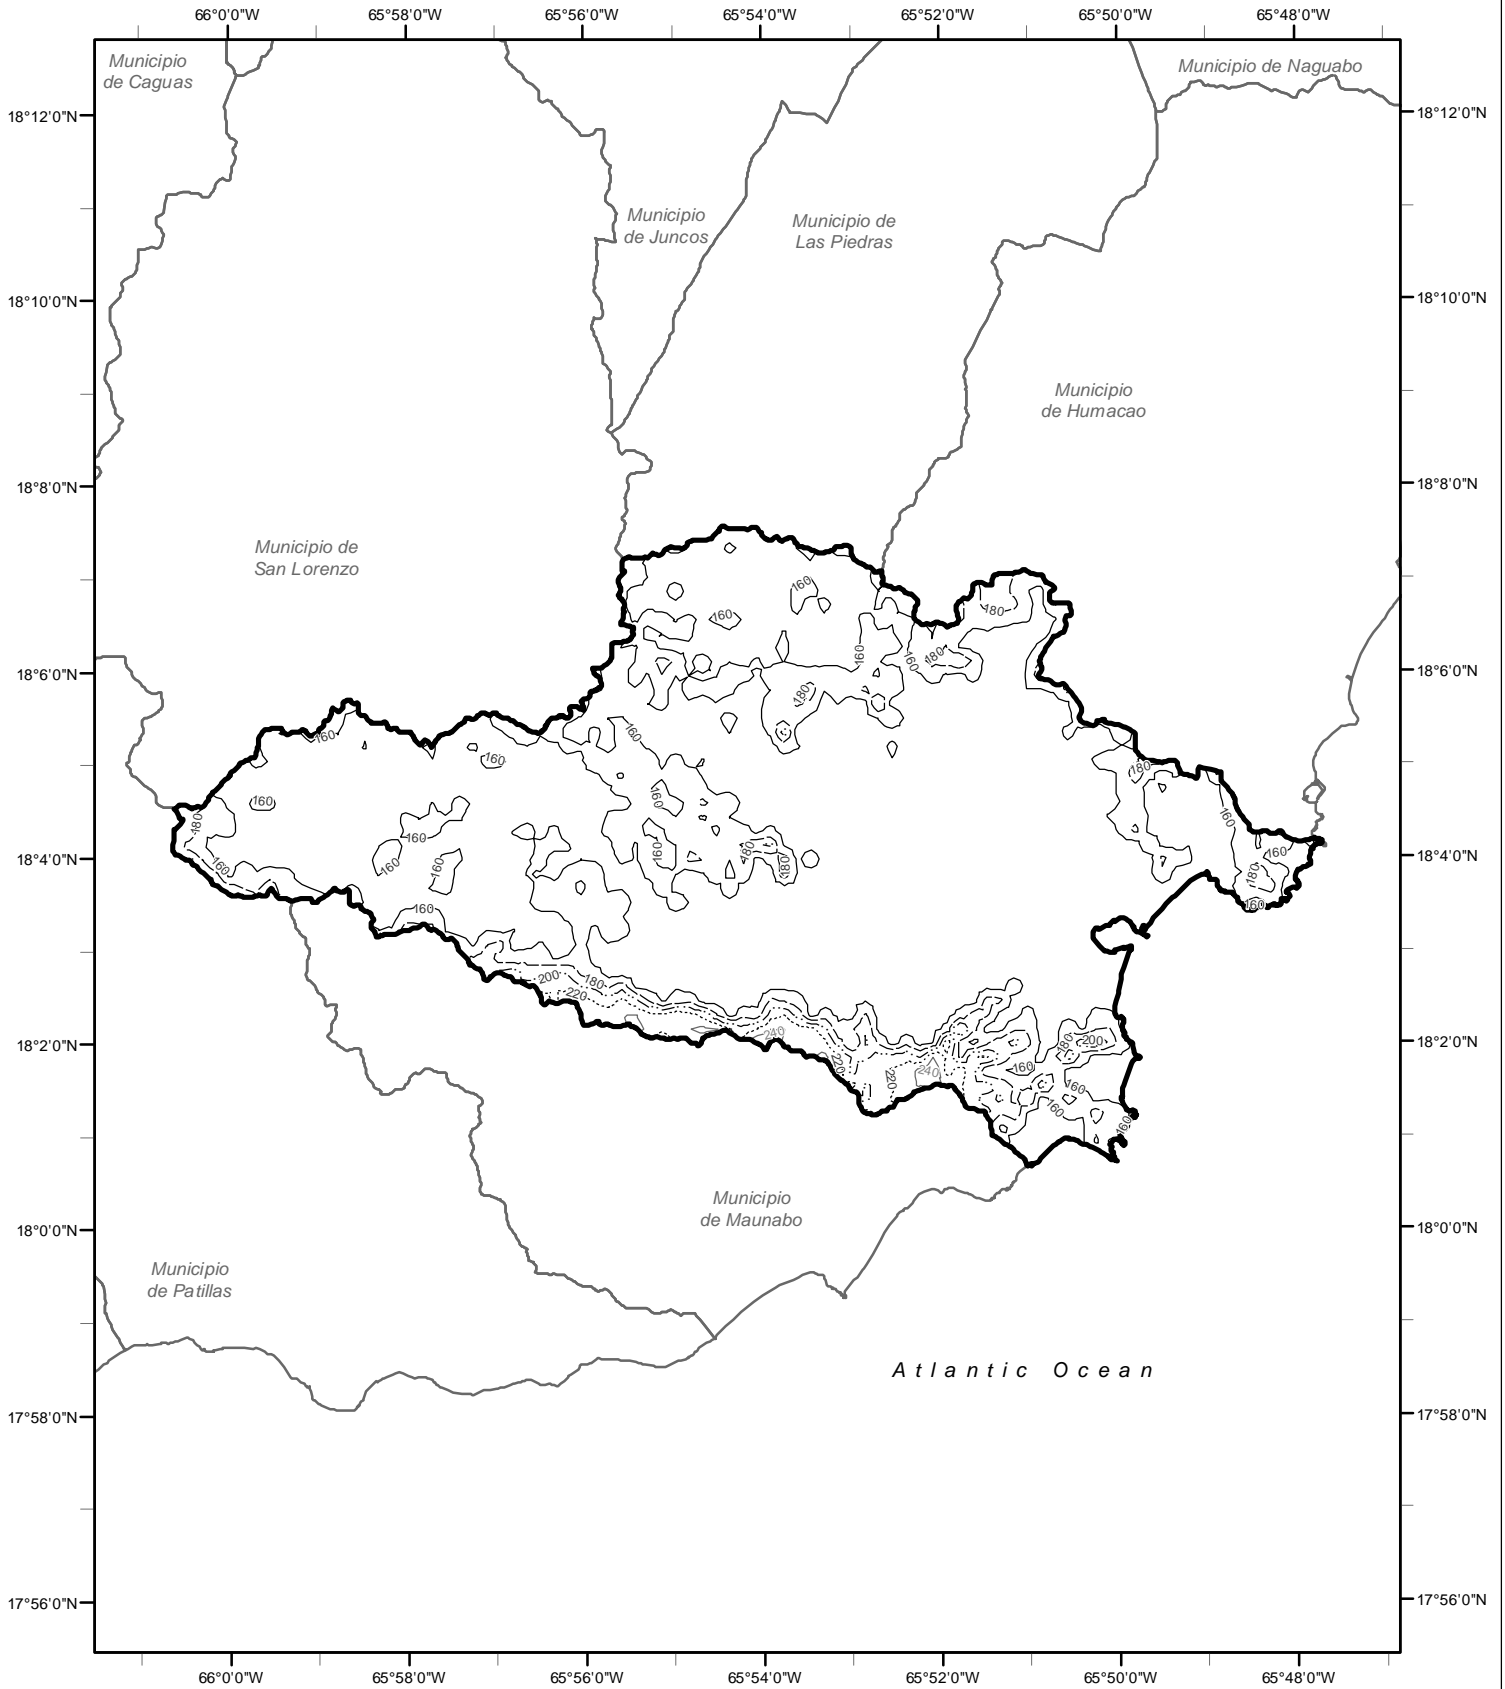 66°0'0"W 65°58'0"W 65°56'0"W 65°54'0"W 65°52'0"W 65°50'0"W 65°48'0"W
Municipio
de Caguas
Municipio de Naguabo
18°12'0"N 18°12'0"N
Municipio
de Juncos
Municipio de
Las Piedras
18°10'0"N 18°10'0"N
Municipio
de Humacao
18°8'0"N 18°8'0"N
Municipio de
San Lorenzo
160
180
160
160
160
180
18°6'0"N 18°6'0"N
180
160
160
160
180
160
160
180
160
160
160
180
180
160
160
18°4'0"N 18°4'0"N
160
160
160
180
160
160
160
200
180
220
240
18°2'0"N 18°2'0"N
180
200
220
160
240
220
160
160
160
Municipio
de Maunabo
18°0'0"N 18°0'0"N
Municipio
de Patillas
Atlantic Ocean
17°58'0"N 17°58'0"N
17°56'0"N 17°56'0"N
66°0'0"W 65°58'0"W 65°56'0"W 65°54'0"W 65°52'0"W 65°50'0"W 65°48'0"W